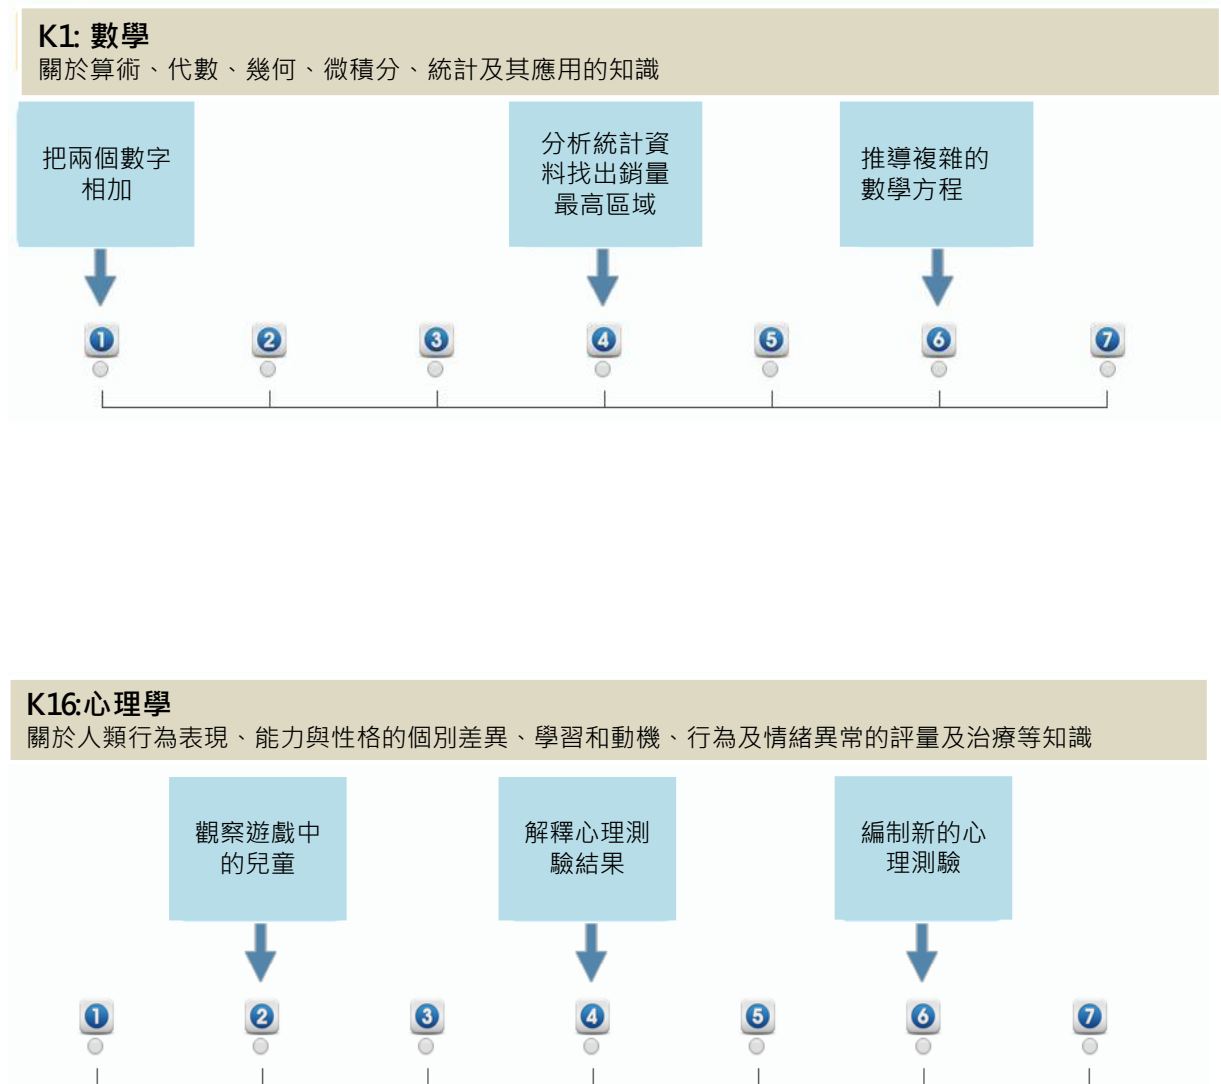 K1: 數學
關於算術、代數、幾何、微積分、統計及其應用的知識
把兩個數字
相加
分析統計資
料找出銷量
最高區域
推導複雜的
數學方程
1 2 3 4 5 6 7
K16:心理學
關於人類行為表現、能力與性格的個別差異、學習和動機、行為及情緒異常的評量及治療等知識
觀察遊戲中
的兒童
解釋心理測
驗結果
編制新的心
理測驗
1 2 3 4 5 6 7